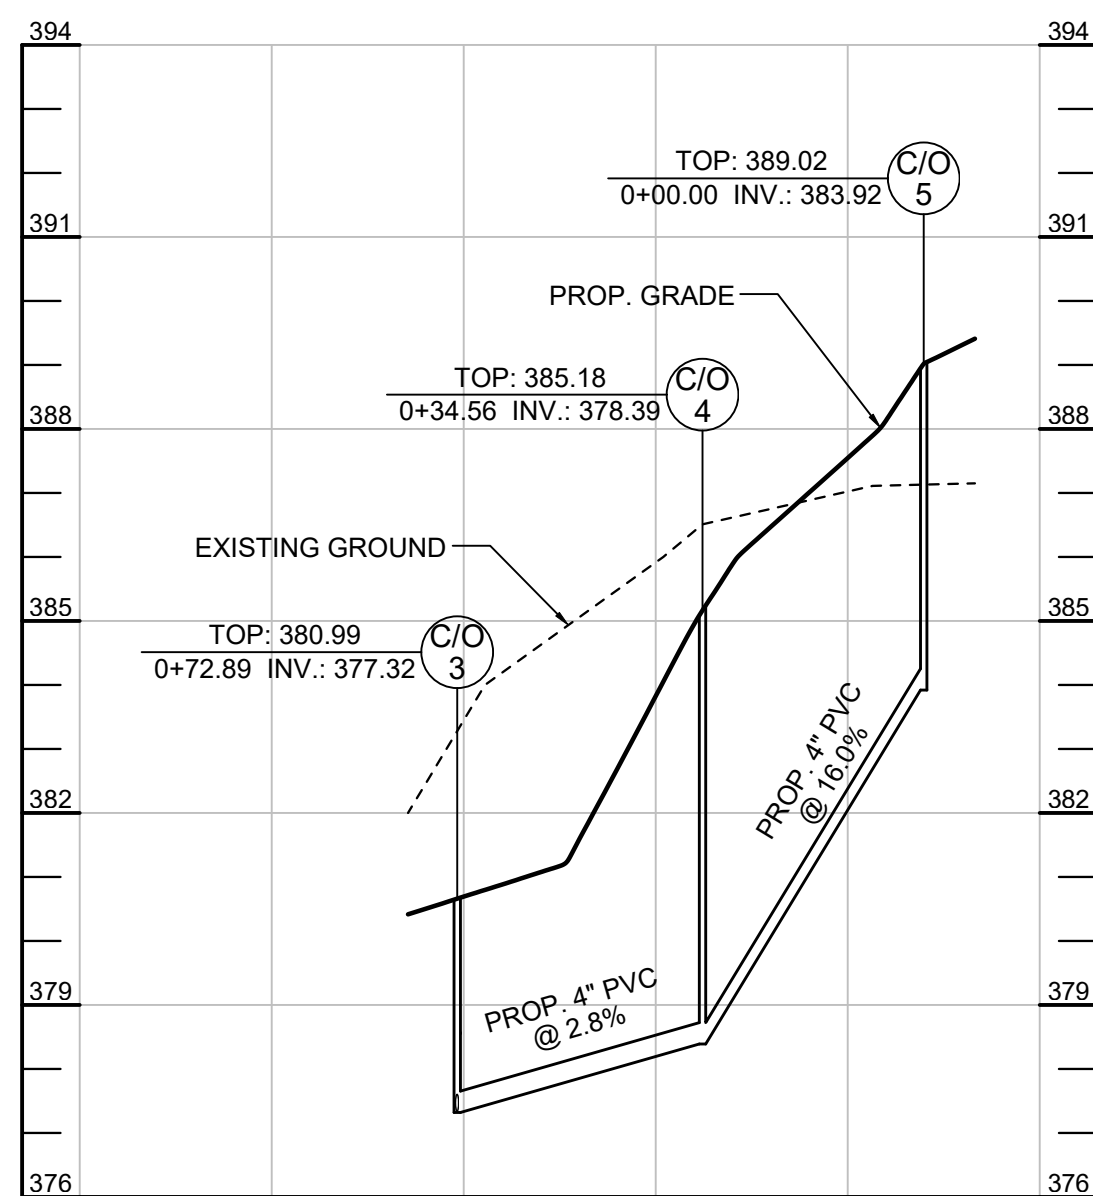 394
394
TOP: 389.02
0+00.00 INV.: 383.92
C/O
5
391
391
PROP. GRADE
TOP: 385.18
0+34.56 INV.: 378.39
C/O
4
388
388
EXISTING GROUND
385
385
TOP: 380.99
0+72.89 INV.: 377.32
C/O
3
PROP. 4" PVC
@ 16.0%
382
382
PROP. 4" PVC
@ 2.8%
379
379
376
376